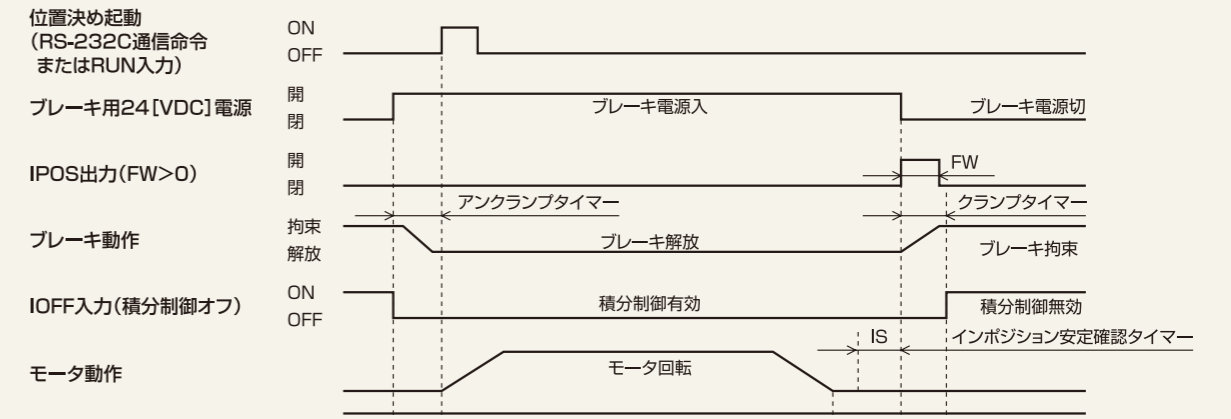 位置決め起動
(RS-232C通信命令
またはRUN入力)
ON
OFF
ブレーキ用24[VDC]電源
開
閉
ブレーキ電源入
ブレーキ電源切
IPOS出力(FW>0)
開
閉
FW
アンクランプタイマー
クランプタイマー
ブレーキ動作
拘束
解放
ブレーキ解放
ブレーキ拘束
IOFF入力(積分制御オフ)
ON
OFF
積分制御有効
積分制御無効
IS
インポジション安定確認タイマー
モータ動作
モータ回転